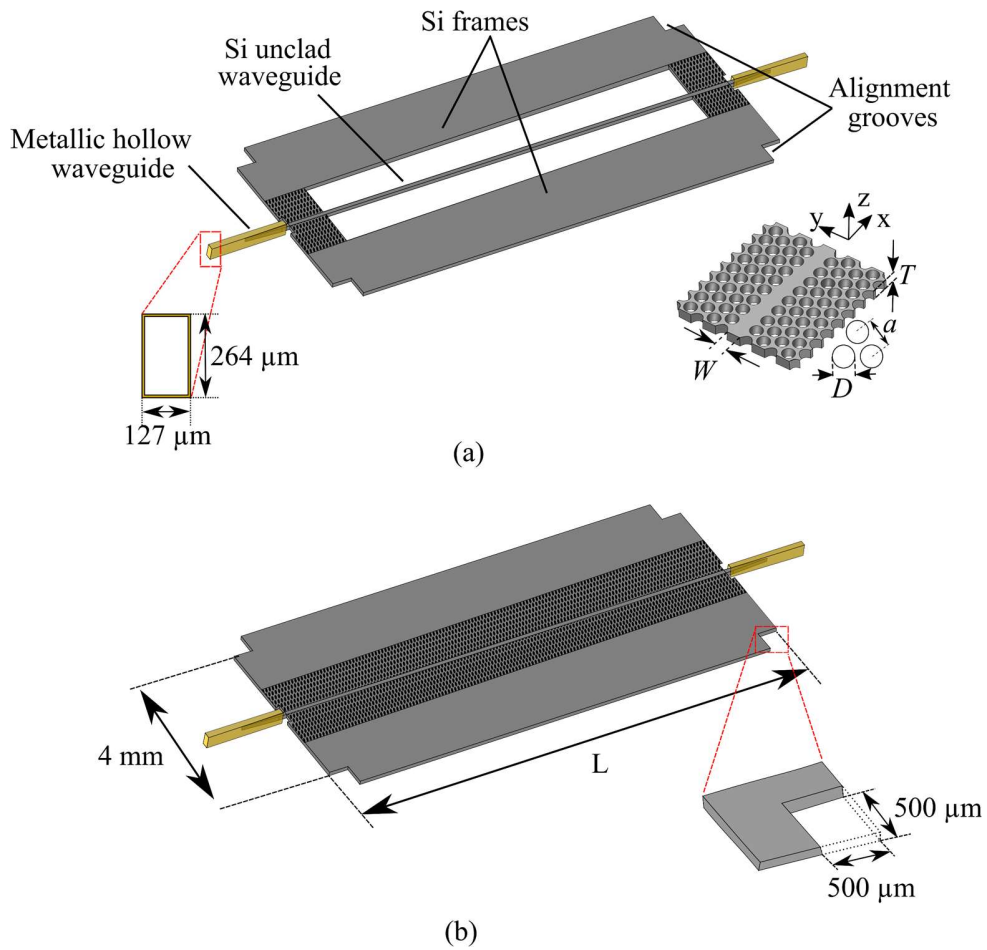 Si frames
Si unclad
waveguide
Alignment
grooves
Metallic hollow
waveguide
z
y
x
T
a
W
D
264 µm
127 µm
(a)
4 mm
L
500 µm
500 µm
(b)